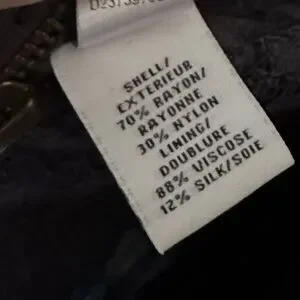 SHELL/
EXTERIEUR
70% RAYON/
RAYONNE
30% NYLON
LINING/
DOUBLURE
88% VISCOSE
12% SILK/SOIE